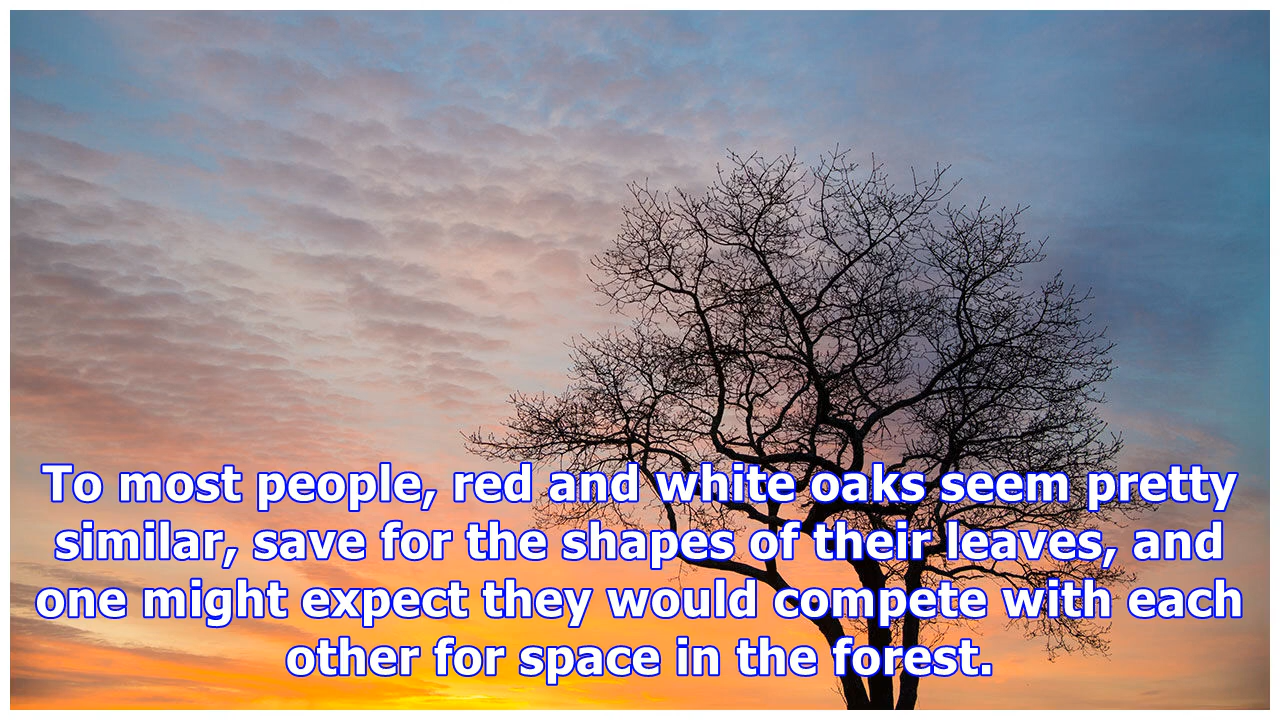 To most people, red and white oaks seem pretty
similar, save for the shapes of their leaves, and
one might expect they would compete with each
other for space in the forest.